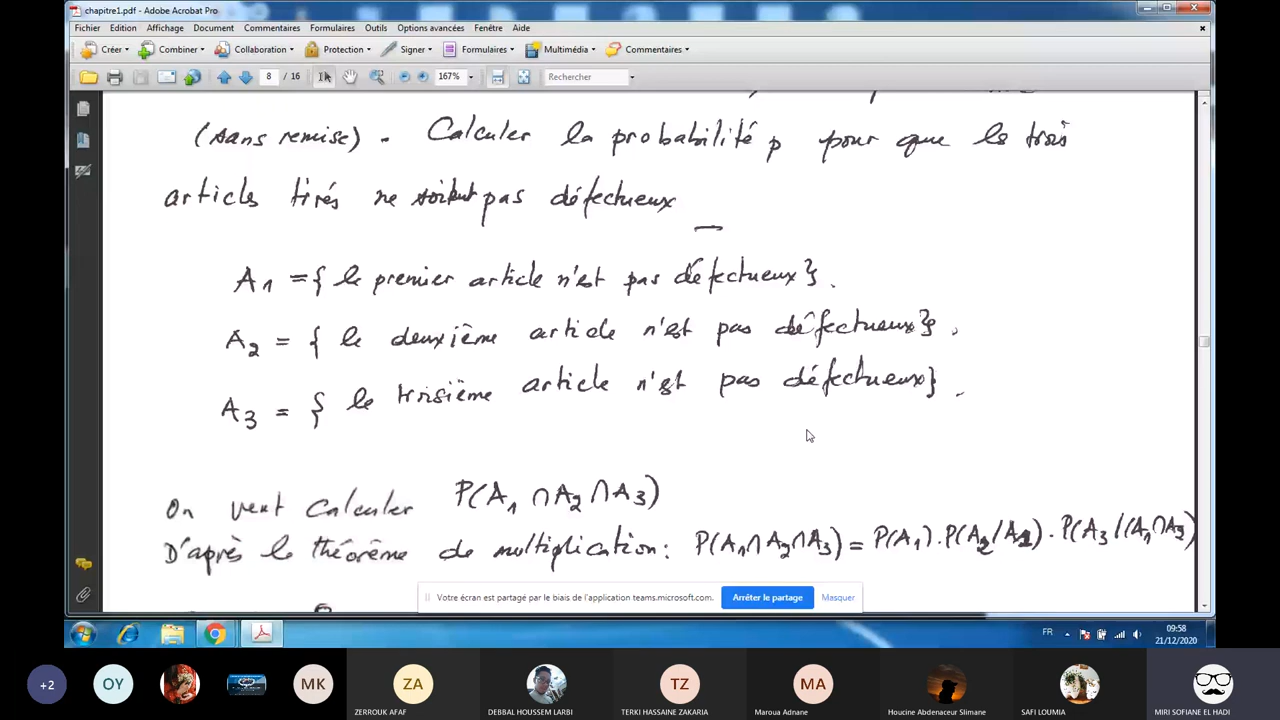 chapitre1.pdf - Adobe Acrobat Pro
Fichier Edition Affichage Document Commentaires Formulaires Outils Options avancées Fenêtre Aide
Créer Combiner Collaboration Protection Signer Formulaires Multimédia Commentaires
8 / 16 167% Rechercher
(sans remise). Calculer la probabilité p pour que les trois
articles tirés ne soient pas défectueux
A1 = { le premier article n'est pas défectueux}.
A2 = { le deuxième article n'est pas défectueux}.
A3 = { le troisième article n'est pas défectueux}.
On veut calculer P(A1 ∩ A2 ∩ A3)
D'après le théorème de multiplication: P(A1∩A2∩A3) = P(A1).P(A2/A1).P(A3/(A1∩A2)
Votre écran est partagé par le biais de l'application teams.microsoft.com. Arrêter le partage Masquer
FR 09:58
21/12/2020
+2 OY MK ZA TZ MA
ZERROUK AFAF DEBBAL HOUSSEM LARBI TERKI HASSAINE ZAKARIA Maroua Adnane Houcine Abdenaceur Slimane SAFI LOUMIA MIRI SOFIANE EL HADI